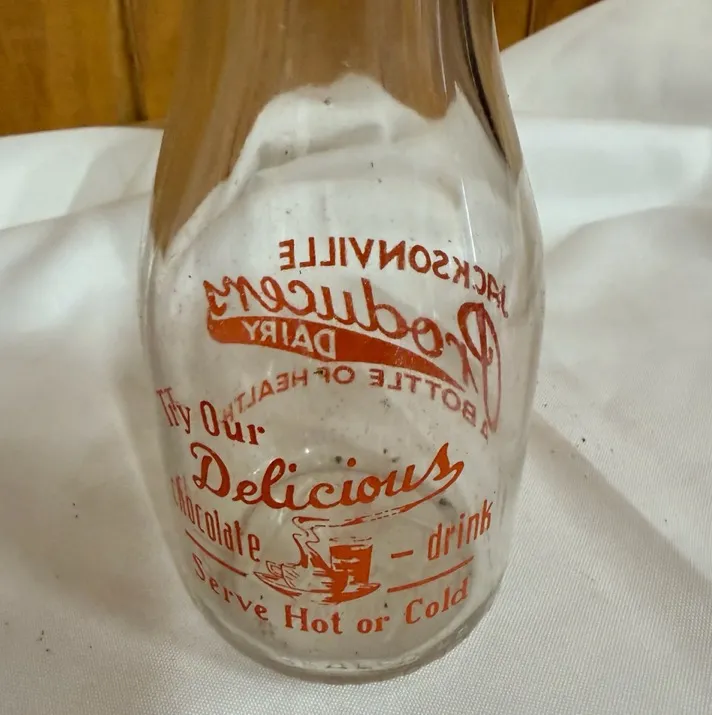 JACKSONVILLE
Producers
DAIRY
A BOTTLE OF HEALTH
Try Our
Delicious
chocolate - drink
Serve Hot or Cold